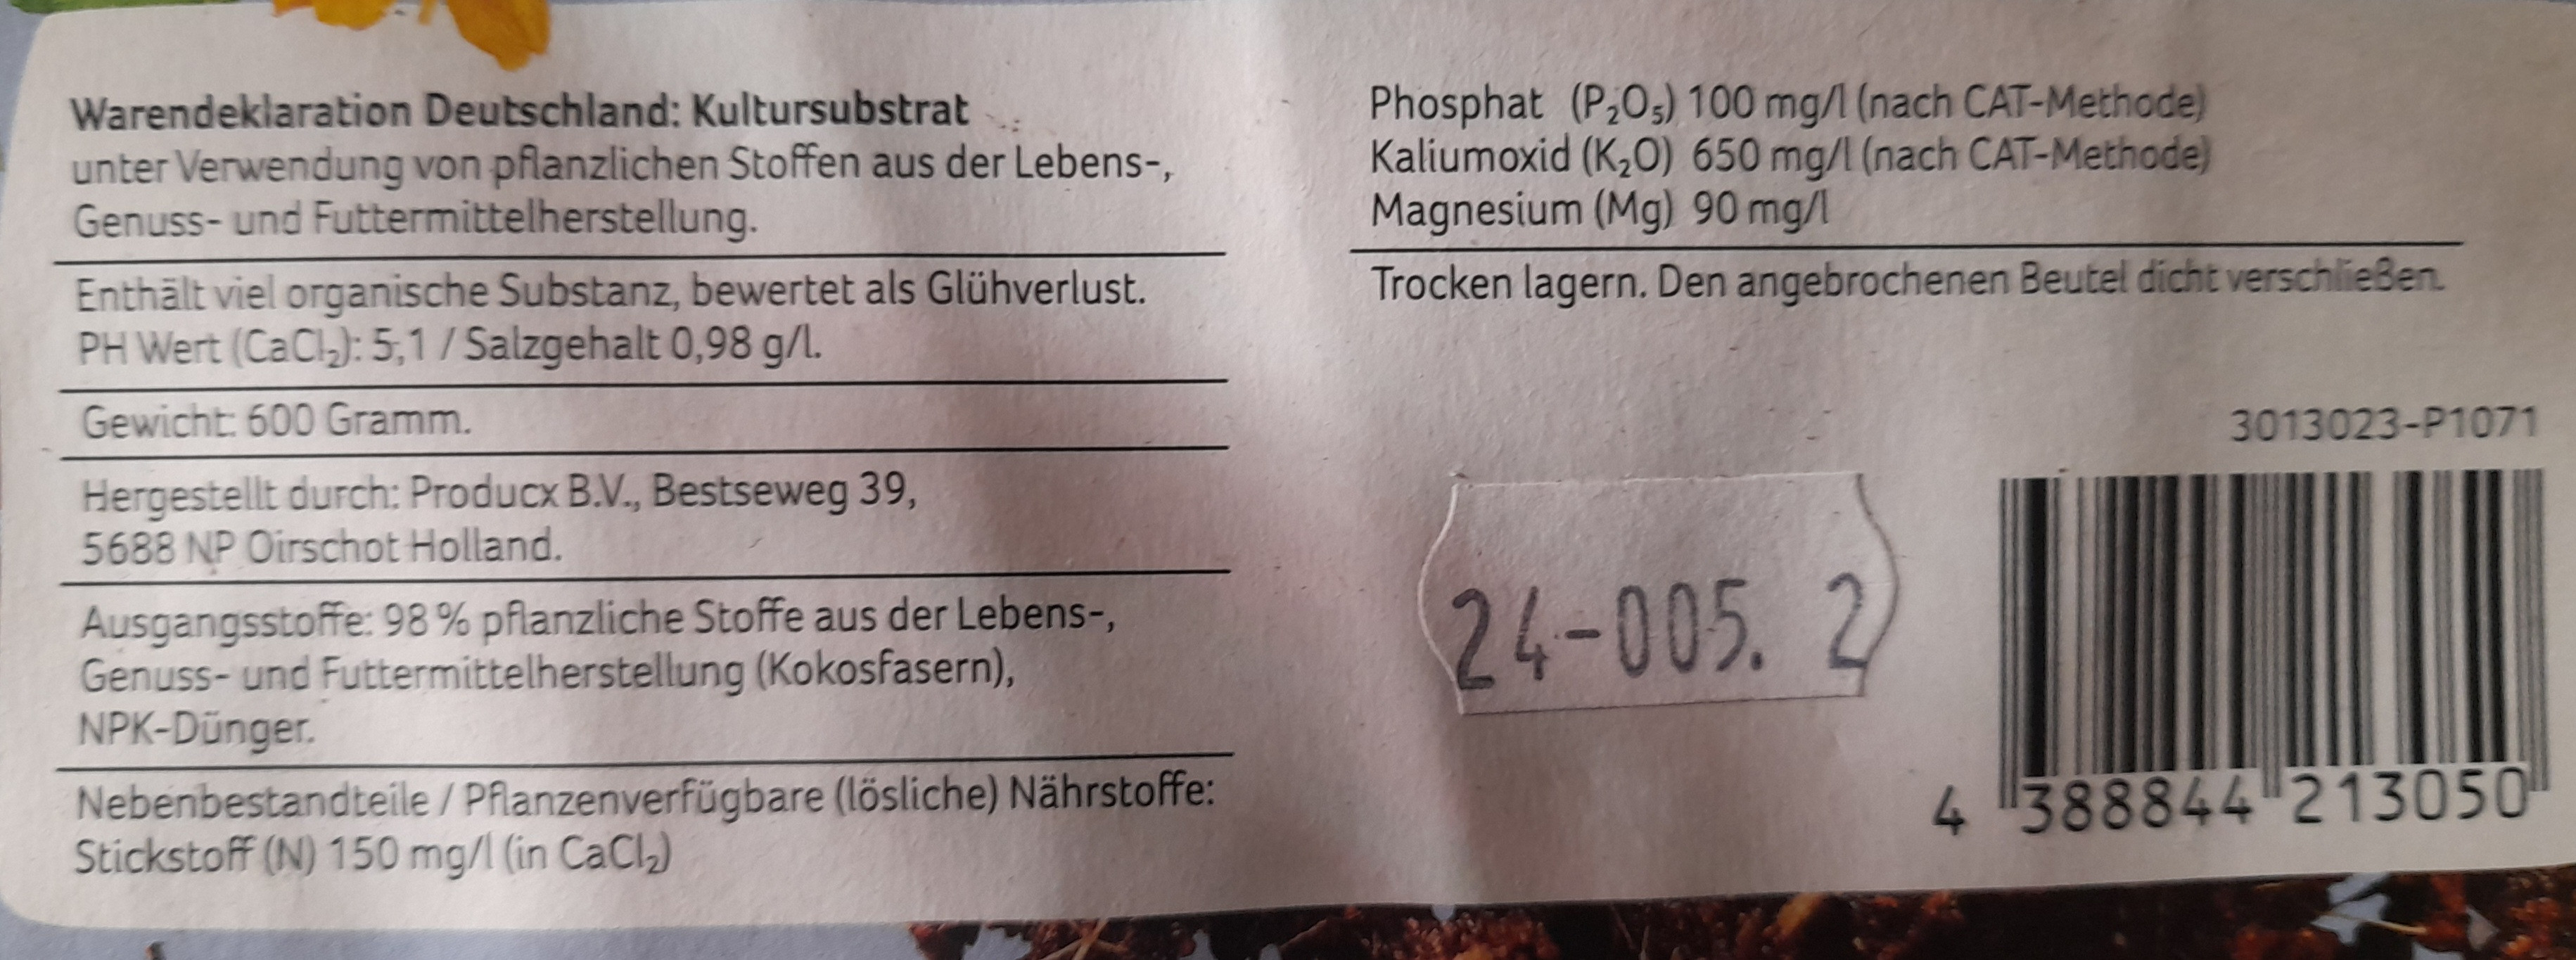 Warendeklaration Deutschland: Kultursubstrat
unter Verwendung von pflanzlichen Stoffen aus der Lebens-,
Genuss- und Futtermittelherstellung.
Enthält viel organische Substanz, bewertet als Glühverlust.
PH Wert (CaCl₂): 5,1 / Salzgehalt 0,98 g/l.
Gewicht: 600 Gramm.
Hergestellt durch: Producx B.V., Bestseweg 39,
5688 NP Oirschot Holland.
Ausgangsstoffe: 98 % pflanzliche Stoffe aus der Lebens-,
Genuss- und Futtermittelherstellung (Kokosfasern),
NPK-Dünger.
Nebenbestandteile / Pflanzenverfügbare (lösliche) Nährstoffe:
Stickstoff (N) 150 mg/l (in CaCl₂)
Phosphat (P₂O₅) 100 mg/l (nach CAT-Methode)
Kaliumoxid (K₂O) 650 mg/l (nach CAT-Methode)
Magnesium (Mg) 90 mg/l
Trocken lagern. Den angebrochenen Beutel dicht verschließen.
3013023-P1071
24-005. 2
4 388844 213050